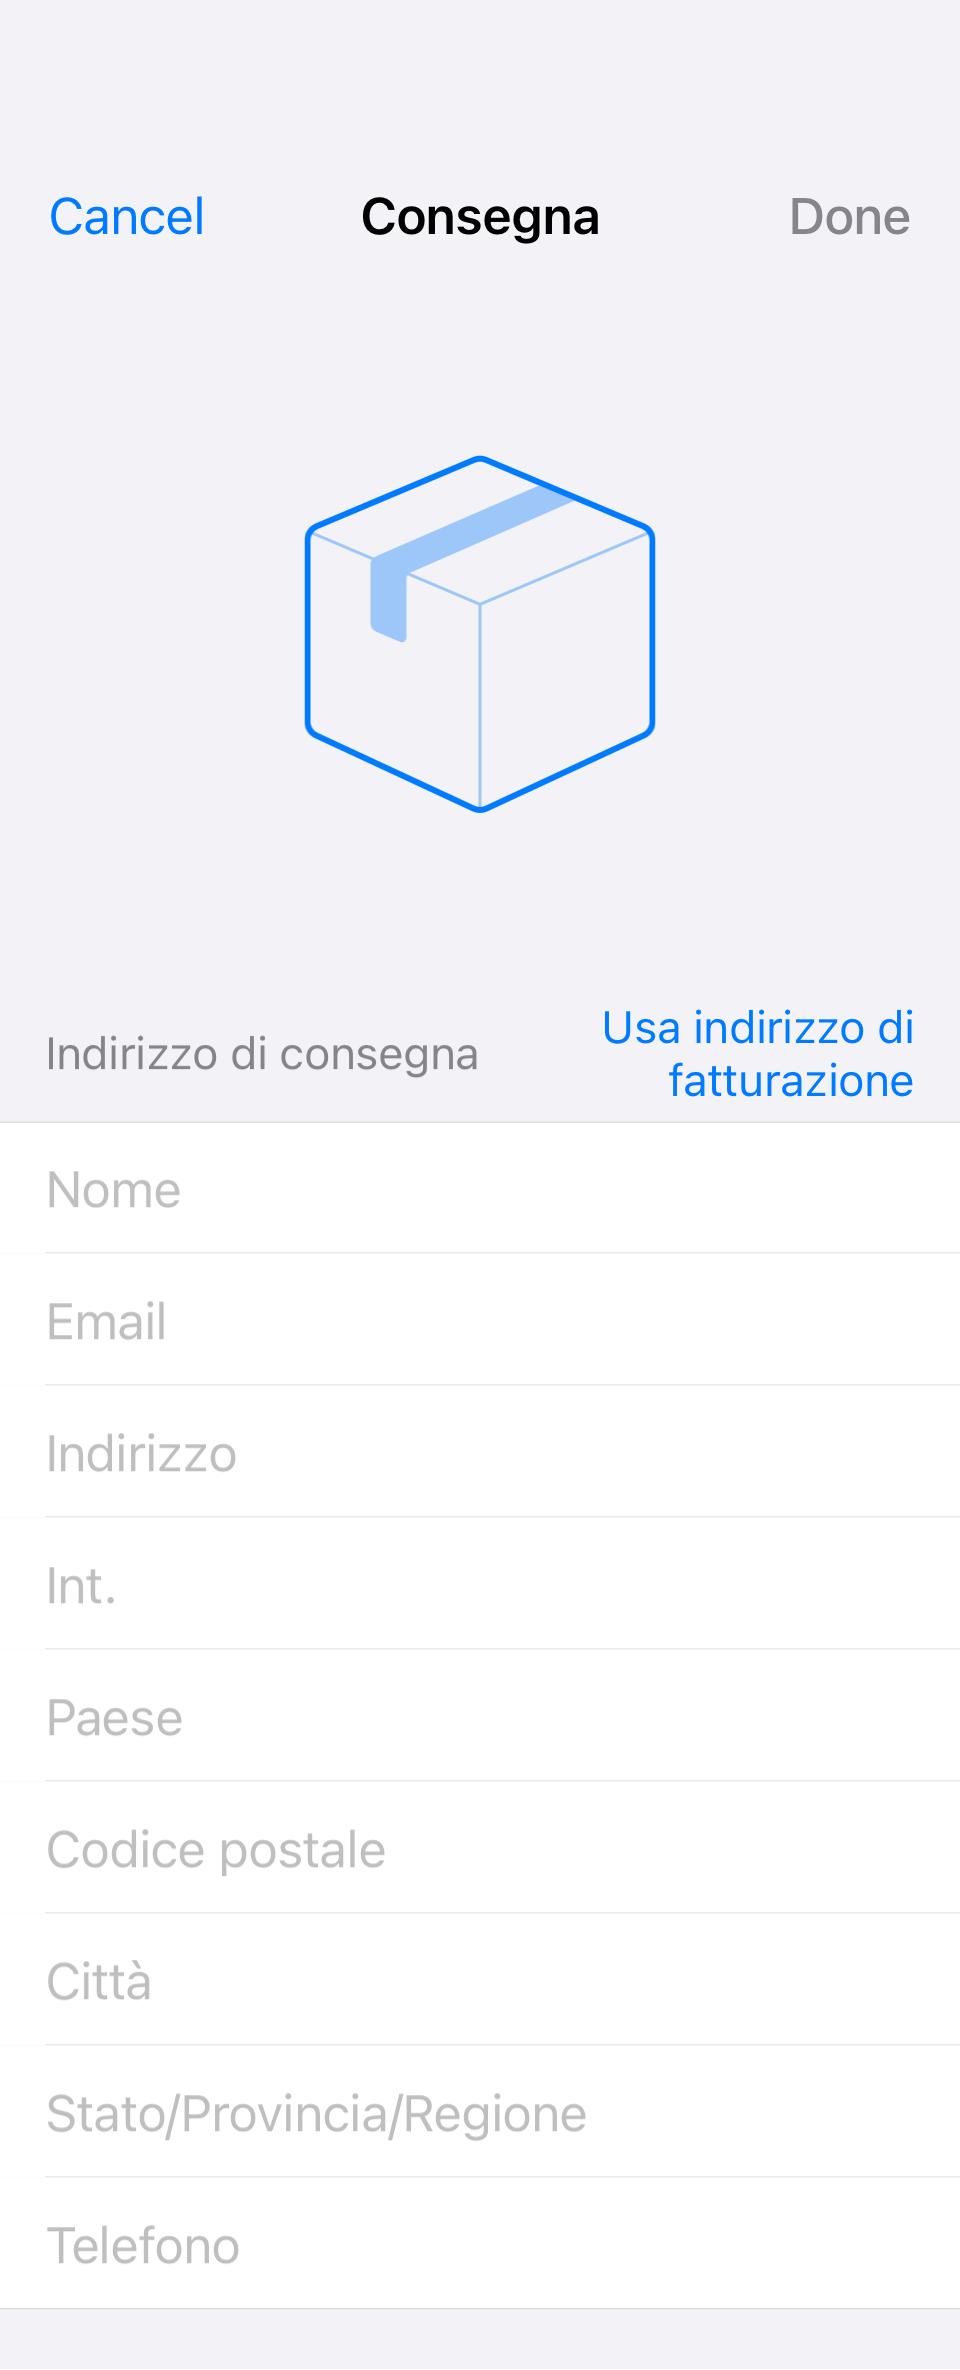 Cancel
Consegna
Done
Indirizzo di consegna
Usa indirizzo di
fatturazione
Nome
Email
Indirizzo
Int.
Paese
Codice postale
Città
Stato/Provincia/Regione
Telefono